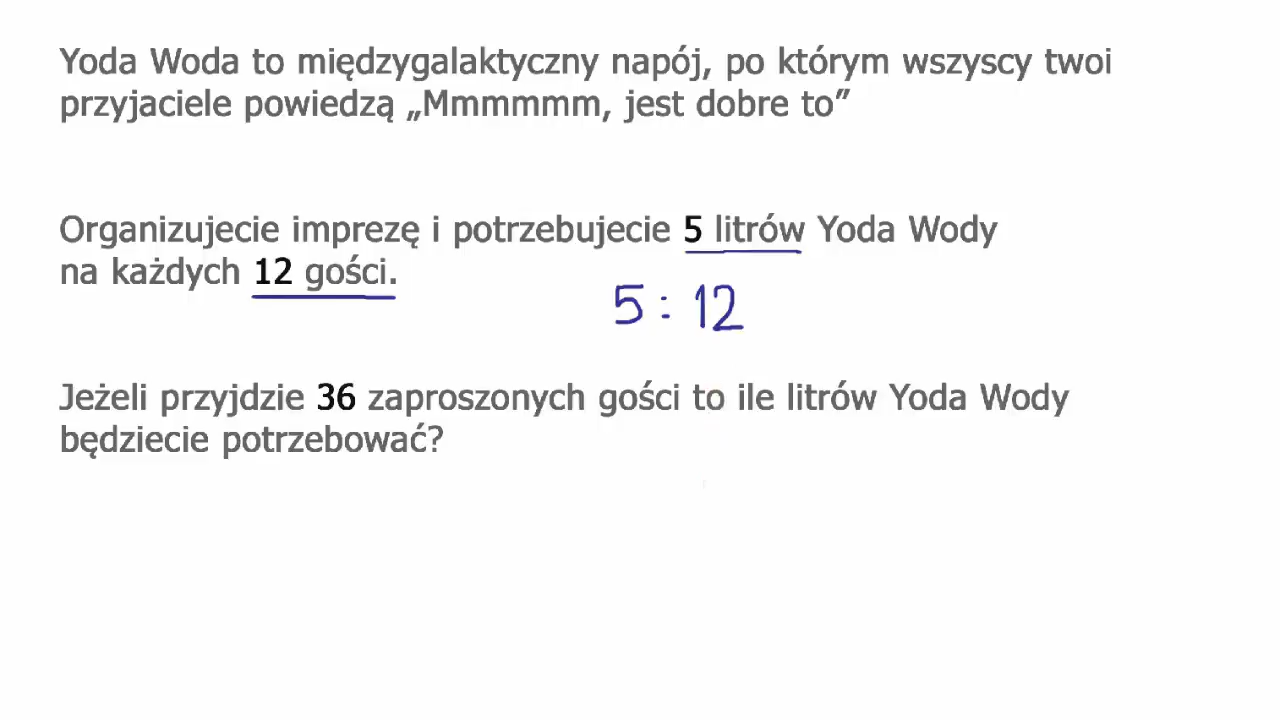 Yoda Woda to międzygalaktyczny napój, po którym wszyscy twoi
przyjaciele powiedzą „Mmmmmm, jest dobre to”
Organizujecie imprezę i potrzebujecie 5 litrów Yoda Wody
na każdych 12 gości.
5 : 12
Jeżeli przyjdzie 36 zaproszonych gości to ile litrów Yoda Wody
będziecie potrzebować?